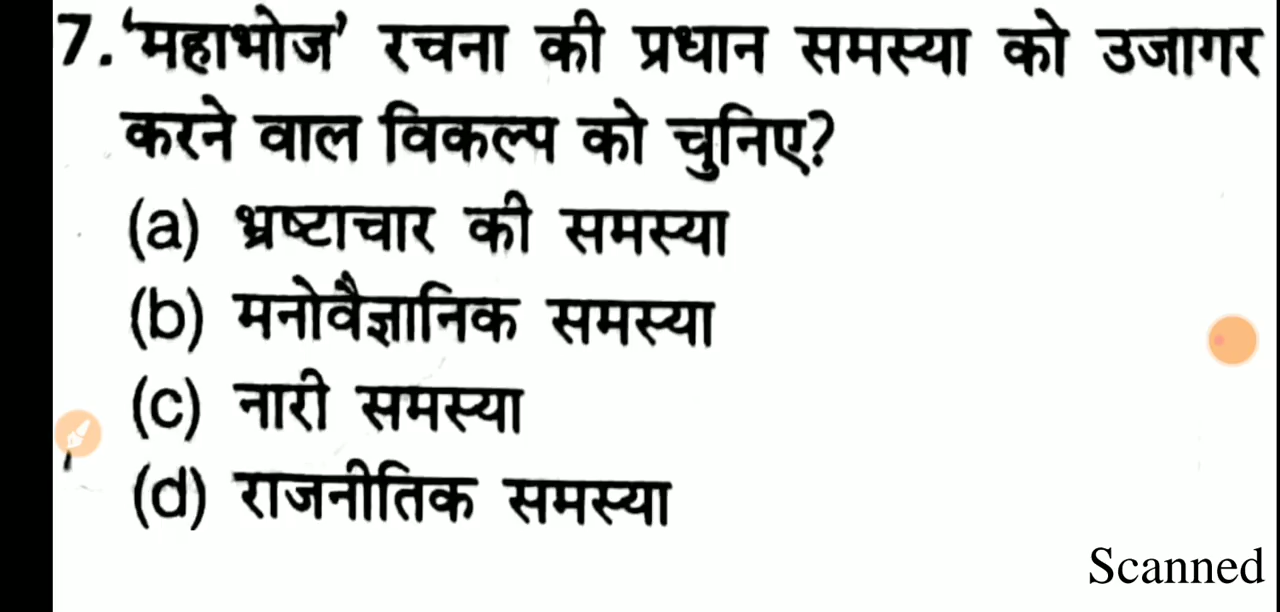 7. 'महाभोज' रचना की प्रधान समस्या को उजागर
करने वाल विकल्प को चुनिए?
(a) भ्रष्टाचार की समस्या
(b) मनोवैज्ञानिक समस्या
(c) नारी समस्या
(d) राजनीतिक समस्या
Scanned